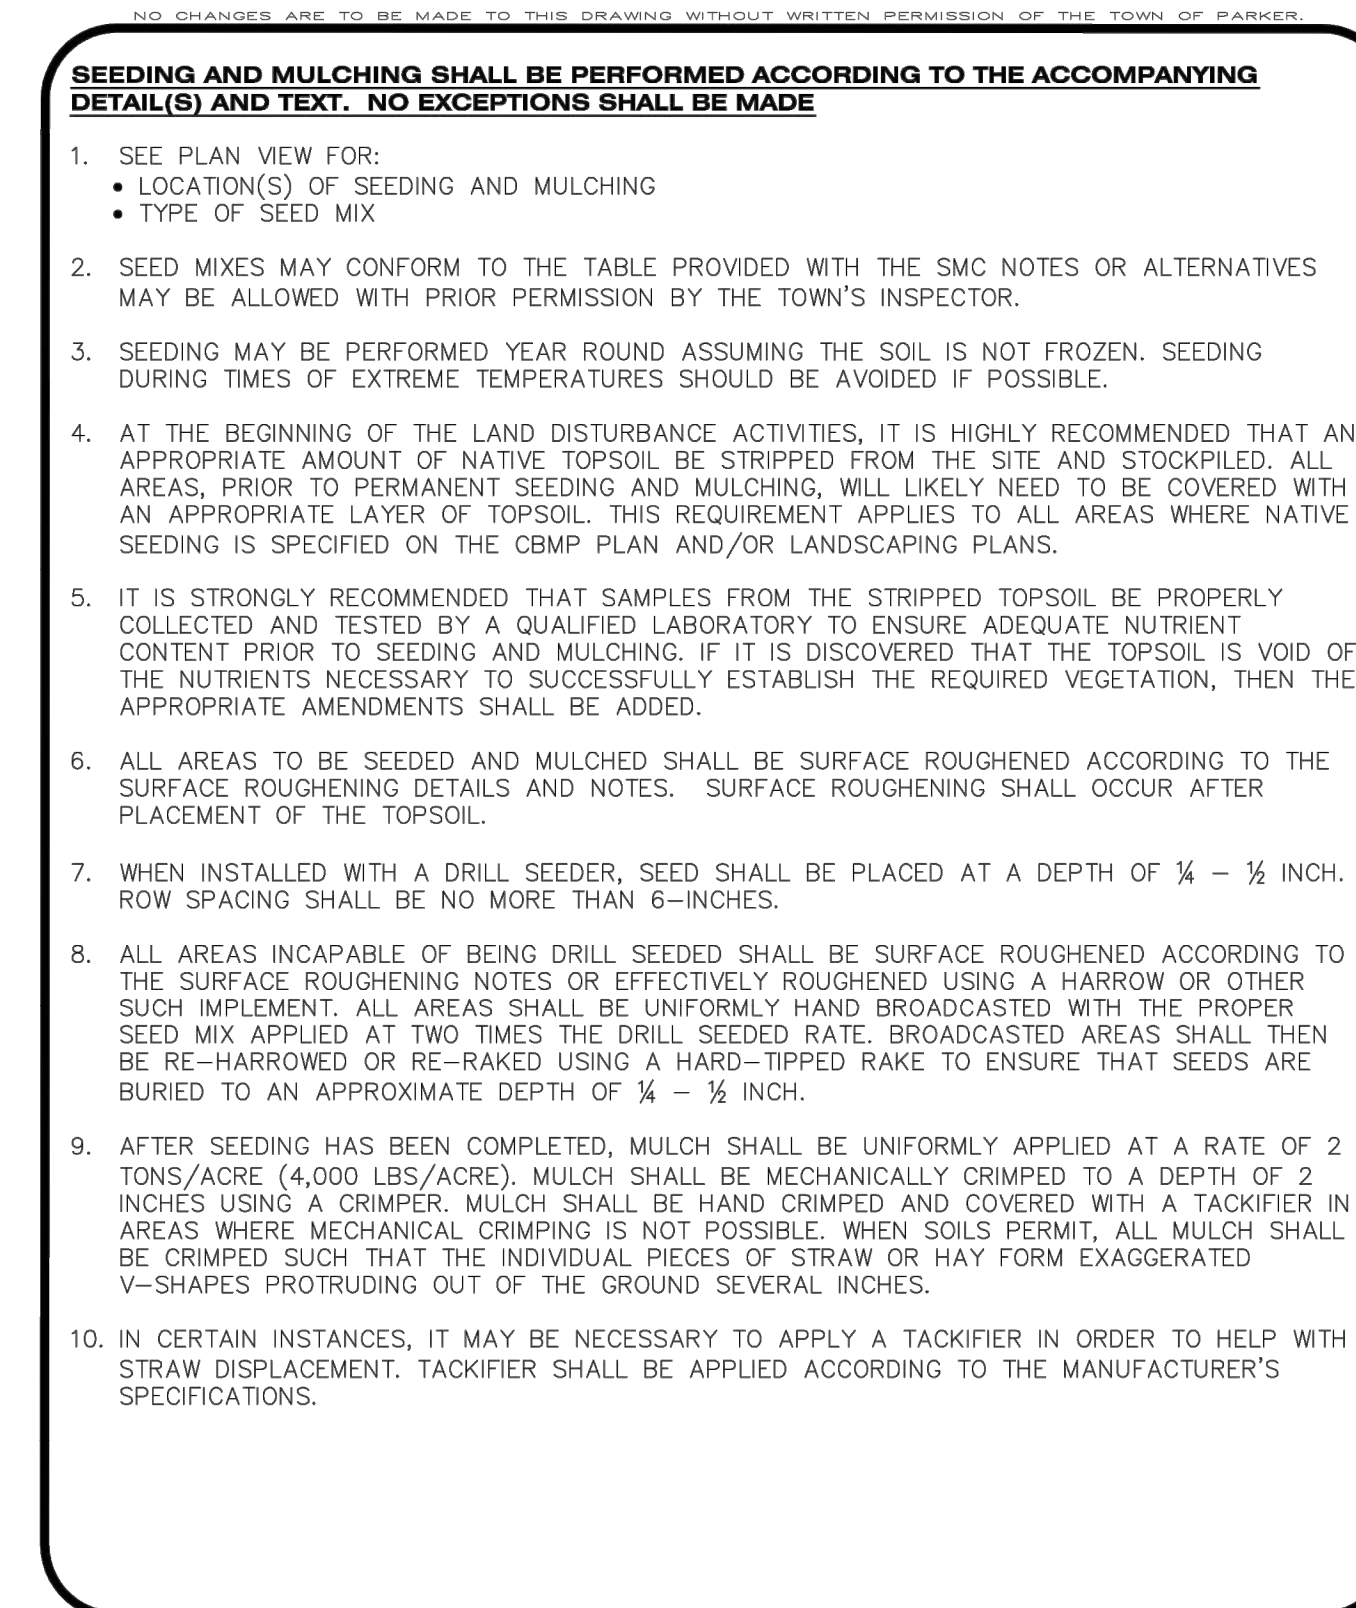 NO CHANGES ARE TO BE MADE TO THIS DRAWING WITHOUT WRITTEN PERMISSION OF THE TOWN OF PARKER.
SEEDING AND MULCHING SHALL BE PERFORMED ACCORDING TO THE ACCOMPANYING
DETAIL(S) AND TEXT. NO EXCEPTIONS SHALL BE MADE
1. SEE PLAN VIEW FOR:
• LOCATION(S) OF SEEDING AND MULCHING
• TYPE OF SEED MIX
2. SEED MIXES MAY CONFORM TO THE TABLE PROVIDED WITH THE SMC NOTES OR ALTERNATIVES
MAY BE ALLOWED WITH PRIOR PERMISSION BY THE TOWN'S INSPECTOR.
3. SEEDING MAY BE PERFORMED YEAR ROUND ASSUMING THE SOIL IS NOT FROZEN. SEEDING
DURING TIMES OF EXTREME TEMPERATURES SHOULD BE AVOIDED IF POSSIBLE.
4. AT THE BEGINNING OF THE LAND DISTURBANCE ACTIVITIES, IT IS HIGHLY RECOMMENDED THAT AN
APPROPRIATE AMOUNT OF NATIVE TOPSOIL BE STRIPPED FROM THE SITE AND STOCKPILED. ALL
AREAS, PRIOR TO PERMANENT SEEDING AND MULCHING, WILL LIKELY NEED TO BE COVERED WITH
AN APPROPRIATE LAYER OF TOPSOIL. THIS REQUIREMENT APPLIES TO ALL AREAS WHERE NATIVE
SEEDING IS SPECIFIED ON THE CBMP PLAN AND/OR LANDSCAPING PLANS.
5. IT IS STRONGLY RECOMMENDED THAT SAMPLES FROM THE STRIPPED TOPSOIL BE PROPERLY
COLLECTED AND TESTED BY A QUALIFIED LABORATORY TO ENSURE ADEQUATE NUTRIENT
CONTENT PRIOR TO SEEDING AND MULCHING. IF IT IS DISCOVERED THAT THE TOPSOIL IS VOID OF
THE NUTRIENTS NECESSARY TO SUCCESSFULLY ESTABLISH THE REQUIRED VEGETATION, THEN THE
APPROPRIATE AMENDMENTS SHALL BE ADDED.
6. ALL AREAS TO BE SEEDED AND MULCHED SHALL BE SURFACE ROUGHENED ACCORDING TO THE
SURFACE ROUGHENING DETAILS AND NOTES. SURFACE ROUGHENING SHALL OCCUR AFTER
PLACEMENT OF THE TOPSOIL.
7. WHEN INSTALLED WITH A DRILL SEEDER, SEED SHALL BE PLACED AT A DEPTH OF ¼ – ½ INCH.
ROW SPACING SHALL BE NO MORE THAN 6–INCHES.
8. ALL AREAS INCAPABLE OF BEING DRILL SEEDED SHALL BE SURFACE ROUGHENED ACCORDING TO
THE SURFACE ROUGHENING NOTES OR EFFECTIVELY ROUGHENED USING A HARROW OR OTHER
SUCH IMPLEMENT. ALL AREAS SHALL BE UNIFORMLY HAND BROADCASTED WITH THE PROPER
SEED MIX APPLIED AT TWO TIMES THE DRILL SEEDED RATE. BROADCASTED AREAS SHALL THEN
BE RE–HARROWED OR RE–RAKED USING A HARD–TIPPED RAKE TO ENSURE THAT SEEDS ARE
BURIED TO AN APPROXIMATE DEPTH OF ¼ – ½ INCH.
9. AFTER SEEDING HAS BEEN COMPLETED, MULCH SHALL BE UNIFORMLY APPLIED AT A RATE OF 2
TONS/ACRE (4,000 LBS/ACRE). MULCH SHALL BE MECHANICALLY CRIMPED TO A DEPTH OF 2
INCHES USING A CRIMPER. MULCH SHALL BE HAND CRIMPED AND COVERED WITH A TACKIFIER IN
AREAS WHERE MECHANICAL CRIMPING IS NOT POSSIBLE. WHEN SOILS PERMIT, ALL MULCH SHALL
BE CRIMPED SUCH THAT THE INDIVIDUAL PIECES OF STRAW OR HAY FORM EXAGGERATED
V–SHAPES PROTRUDING OUT OF THE GROUND SEVERAL INCHES.
10. IN CERTAIN INSTANCES, IT MAY BE NECESSARY TO APPLY A TACKIFIER IN ORDER TO HELP WITH
STRAW DISPLACEMENT. TACKIFIER SHALL BE APPLIED ACCORDING TO THE MANUFACTURER'S
SPECIFICATIONS.